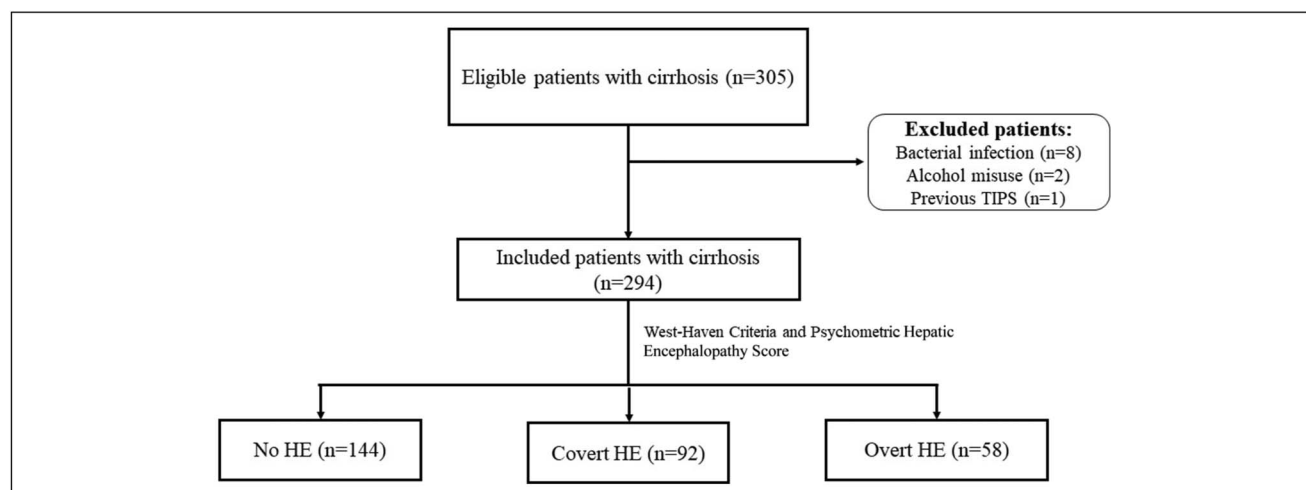 Eligible patients with cirrhosis (n=305)
Excluded patients:
Bacterial infection (n=8)
Alcohol misuse (n=2)
Previous TIPS (n=1)
Included patients with cirrhosis
(n=294)
West-Haven Criteria and Psychometric Hepatic
Encephalopathy Score
No HE (n=144)
Covert HE (n=92)
Overt HE (n=58)